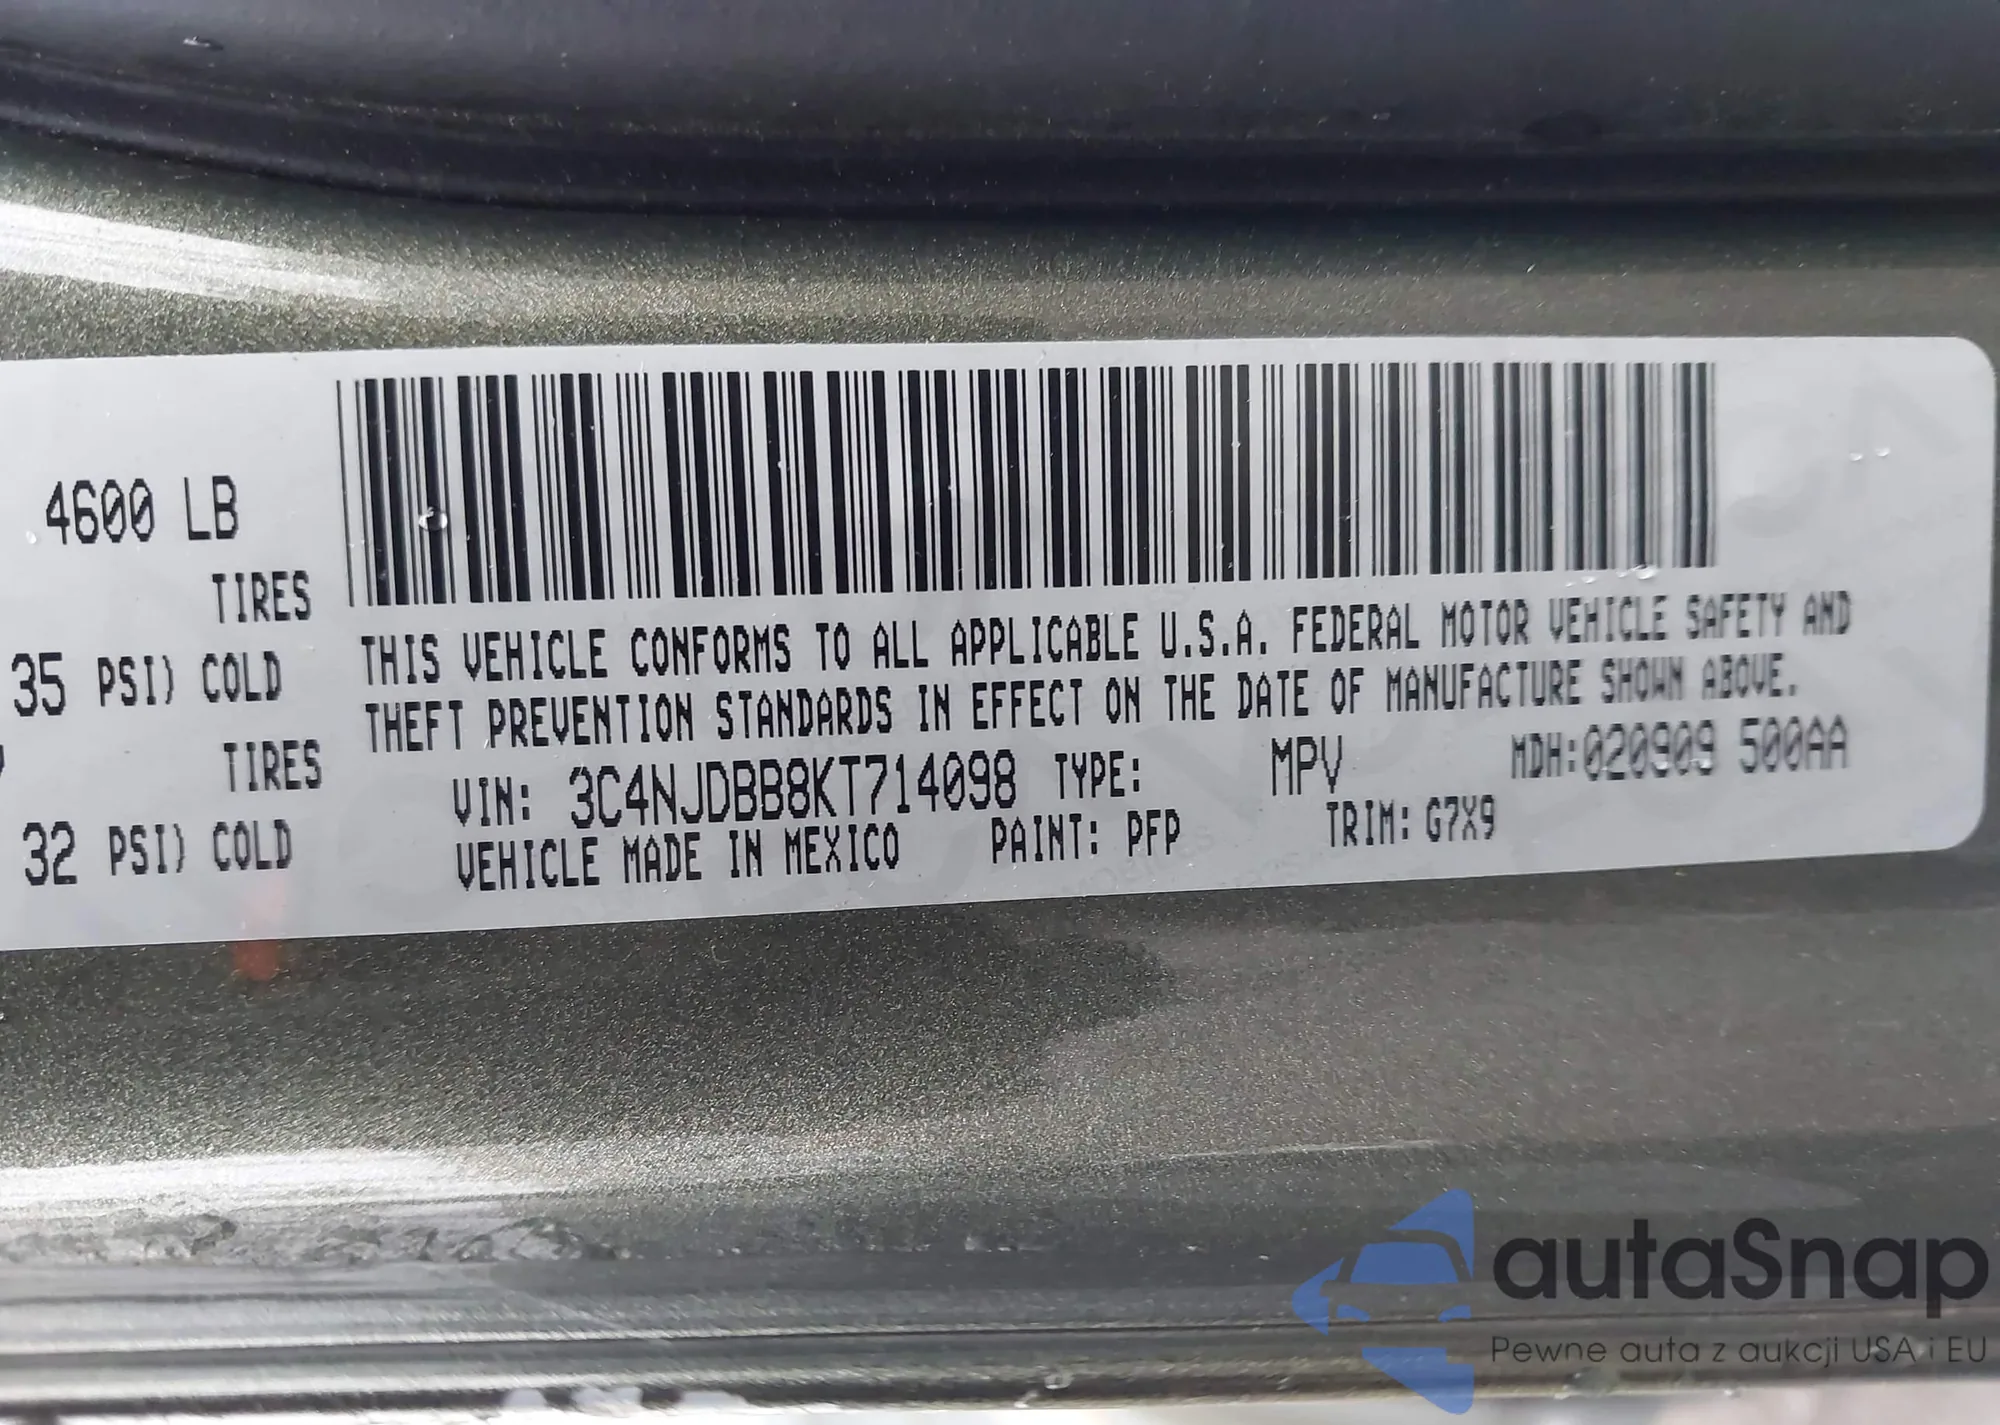 4600 LB
TIRES
35 PSI) COLD
TIRES
32 PSI) COLD
THIS VEHICLE CONFORMS TO ALL APPLICABLE U.S.A. FEDERAL MOTOR VEHICLE SAFETY AND
THEFT PREVENTION STANDARDS IN EFFECT ON THE DATE OF MANUFACTURE SHOWN ABOVE.
VIN: 3C4NJDBB8KT714098 TYPE: MPV MDH:020909 500AA
VEHICLE MADE IN MEXICO PAINT: PFP TRIM: G7X9
autaSnap
Pewne auta z aukcji USA i EU